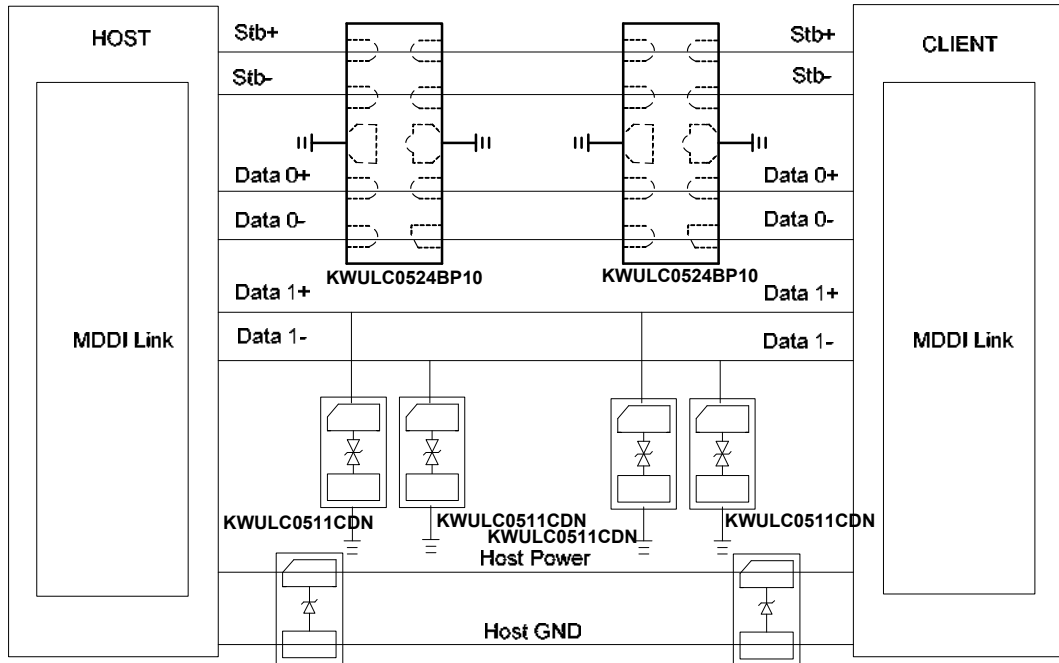 HOST
CLIENT
Stb+
Stb+
Stb-
Stb-
Data 0+
Data 0+
Data 0-
Data 0-
KWULC0524BP10
KWULC0524BP10
Data 1+
Data 1+
Data 1-
Data 1-
MDDI Link
MDDI Link
KWULC0511CDN
KWULC0511CDN
KWULC0511CDN
KWULC0511CDN
Host Power
Host GND